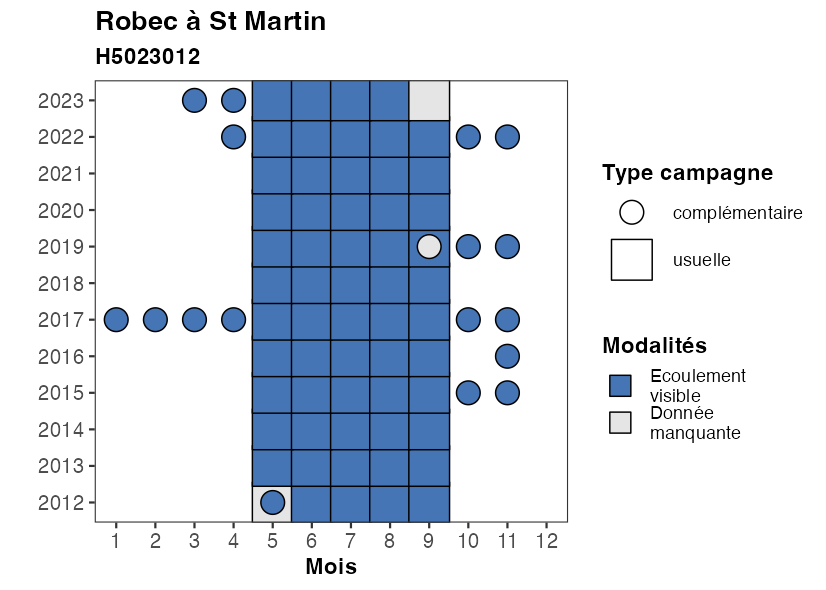 Robec à St Martin
H5023012
2023
2022
2021
2020
2019
2018
2017
2016
2015
2014
2013
2012
1 2 3 4 5 6 7 8 9 10 11 12
Mois
Type campagne
complémentaire
usuelle
Modalités
Ecoulement
visible
Donnée
manquante